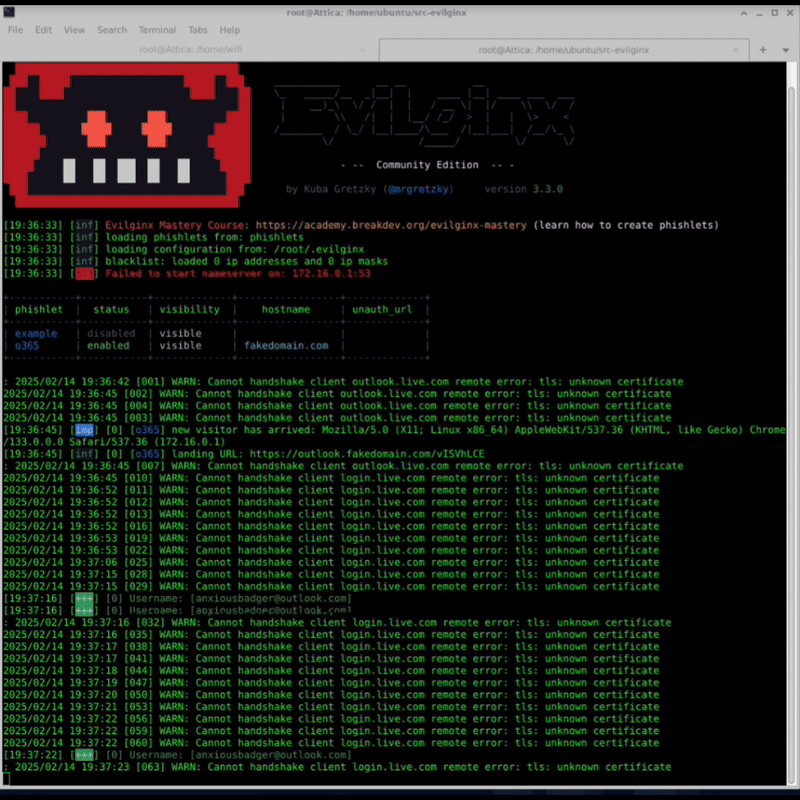 root@Attica: /home/ubuntu/src-evilginx
File Edit View Search Terminal Tabs Help
root@Attica: /home/wifi × root@Attica: /home/ubuntu/src-evilginx ×
Evilginx
- -- Community Edition -- -
by Kuba Gretzky (@mrgretzky) version 3.3.0
[19:36:33] [inf] Evilginx Mastery Course: https://academy.breakdev.org/evilginx-mastery (learn how to create phishlets)
[19:36:33] [inf] loading phishlets from: phishlets
[19:36:33] [inf] loading configuration from: /root/.evilginx
[19:36:33] [inf] blacklist: loaded 0 ip addresses and 0 ip masks
[19:36:33] Failed to start nameserver on: 172.16.0.1:53
| phishlet | status | visibility | hostname | unauth_url |
| example | disabled | visible | | |
| o365 | enabled | visible | fakedomain.com | |
: 2025/02/14 19:36:42 [001] WARN: Cannot handshake client outlook.live.com remote error: tls: unknown certificate
2025/02/14 19:36:45 [002] WARN: Cannot handshake client outlook.live.com remote error: tls: unknown certificate
2025/02/14 19:36:45 [004] WARN: Cannot handshake client outlook.live.com remote error: tls: unknown certificate
2025/02/14 19:36:45 [003] WARN: Cannot handshake client outlook.live.com remote error: tls: unknown certificate
[19:36:45] [imp] [0] [o365] new visitor has arrived: Mozilla/5.0 (X11; Linux x86_64) AppleWebKit/537.36 (KHTML, like Gecko) Chrome
/133.0.0.0 Safari/537.36 (172.16.0.1)
[19:36:45] [inf] [0] [o365] landing URL: https://outlook.fakedomain.com/vISVhLCE
: 2025/02/14 19:36:45 [007] WARN: Cannot handshake client outlook.live.com remote error: tls: unknown certificate
2025/02/14 19:36:45 [010] WARN: Cannot handshake client login.live.com remote error: tls: unknown certificate
2025/02/14 19:36:52 [011] WARN: Cannot handshake client login.live.com remote error: tls: unknown certificate
2025/02/14 19:36:52 [012] WARN: Cannot handshake client login.live.com remote error: tls: unknown certificate
2025/02/14 19:36:52 [013] WARN: Cannot handshake client login.live.com remote error: tls: unknown certificate
2025/02/14 19:36:52 [016] WARN: Cannot handshake client login.live.com remote error: tls: unknown certificate
2025/02/14 19:36:53 [019] WARN: Cannot handshake client login.live.com remote error: tls: unknown certificate
2025/02/14 19:36:53 [022] WARN: Cannot handshake client login.live.com remote error: tls: unknown certificate
2025/02/14 19:37:06 [025] WARN: Cannot handshake client login.live.com remote error: tls: unknown certificate
2025/02/14 19:37:15 [028] WARN: Cannot handshake client login.live.com remote error: tls: unknown certificate
2025/02/14 19:37:15 [029] WARN: Cannot handshake client login.live.com remote error: tls: unknown certificate
[19:37:16] [+++] [0] Username: [anxiousbadger@outlook.com]
[19:37:16] [+++] [0] Username: [anxiousbadger@outlook.com]
: 2025/02/14 19:37:16 [032] WARN: Cannot handshake client login.live.com remote error: tls: unknown certificate
2025/02/14 19:37:16 [035] WARN: Cannot handshake client login.live.com remote error: tls: unknown certificate
2025/02/14 19:37:17 [038] WARN: Cannot handshake client login.live.com remote error: tls: unknown certificate
2025/02/14 19:37:17 [041] WARN: Cannot handshake client login.live.com remote error: tls: unknown certificate
2025/02/14 19:37:18 [044] WARN: Cannot handshake client login.live.com remote error: tls: unknown certificate
2025/02/14 19:37:19 [047] WARN: Cannot handshake client login.live.com remote error: tls: unknown certificate
2025/02/14 19:37:20 [050] WARN: Cannot handshake client login.live.com remote error: tls: unknown certificate
2025/02/14 19:37:21 [053] WARN: Cannot handshake client login.live.com remote error: tls: unknown certificate
2025/02/14 19:37:22 [056] WARN: Cannot handshake client login.live.com remote error: tls: unknown certificate
2025/02/14 19:37:22 [059] WARN: Cannot handshake client login.live.com remote error: tls: unknown certificate
2025/02/14 19:37:22 [060] WARN: Cannot handshake client login.live.com remote error: tls: unknown certificate
[19:37:22] [+++] [0] Username: [anxiousbadger@outlook.com]
: 2025/02/14 19:37:23 [063] WARN: Cannot handshake client login.live.com remote error: tls: unknown certificate